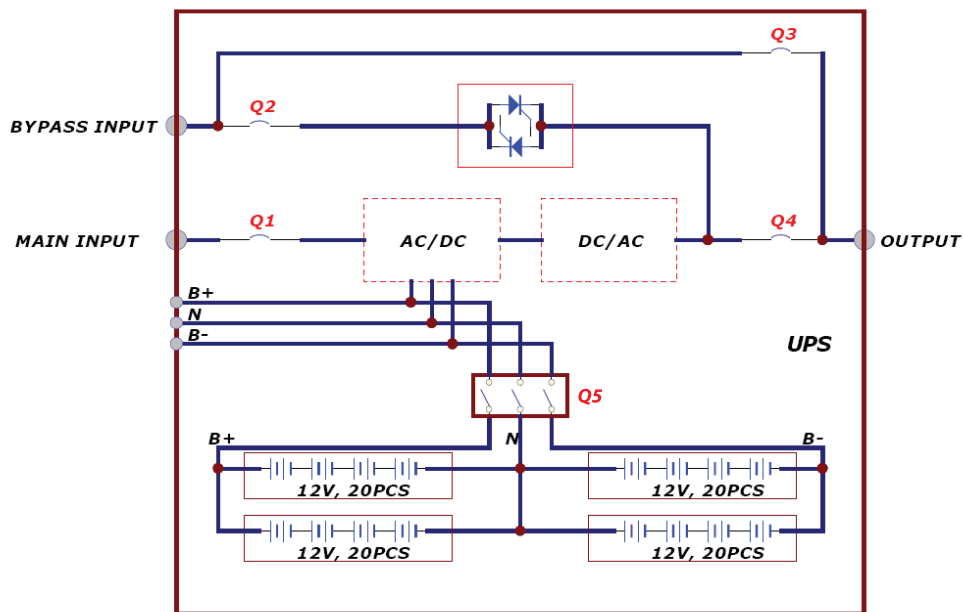 Q3
Q2
BYPASS INPUT
Q1
Q4
MAIN INPUT
AC/DC
DC/AC
OUTPUT
B+
N
B-
UPS
Q5
B+
N
B-
12V, 20PCS
12V, 20PCS
12V, 20PCS
12V, 20PCS